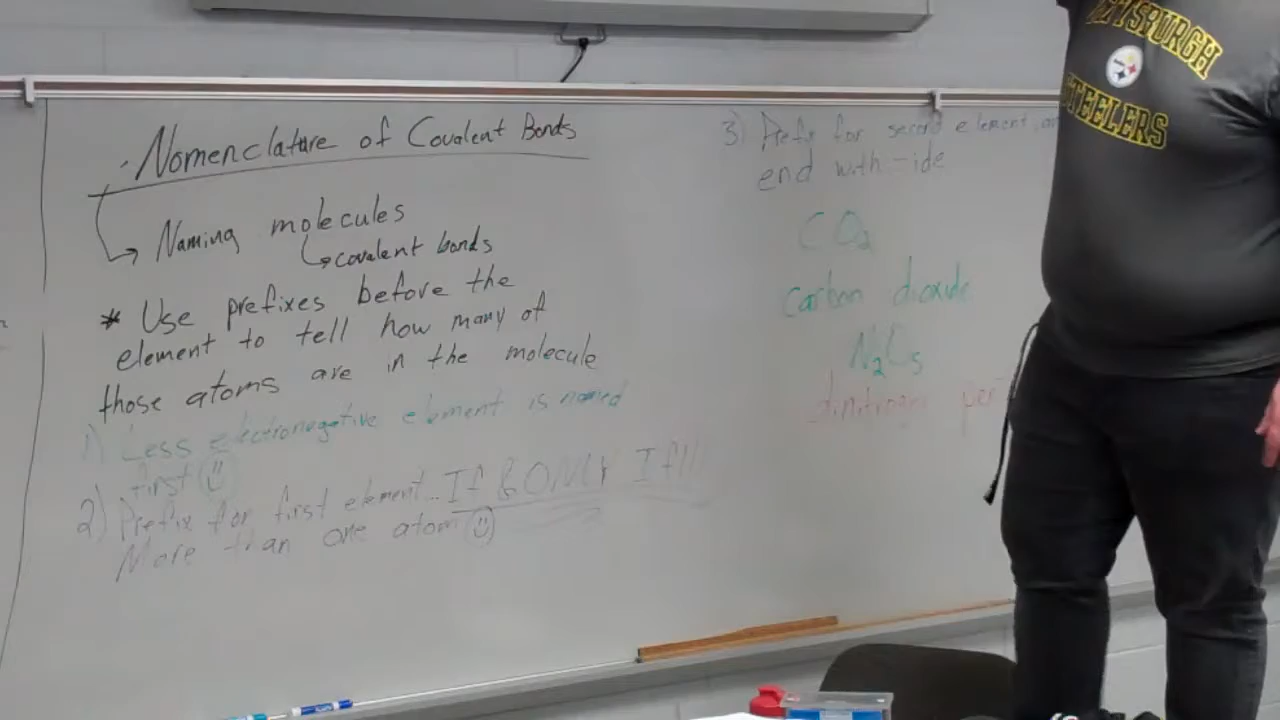 Nomenclature of Covalent Bonds
Naming molecules
covalent bonds
* Use prefixes before the
element to tell how many of
those atoms are in the molecule
1) Less electronegative element is named
first
2) Prefix for first element... If & ONLY If!!!
More than one atom
3) Prefix for second element, an
end with -ide
CO₂
carbon dioxide
N₂O₅
dinitrogen pen
PITTSBURGH
STEELERS